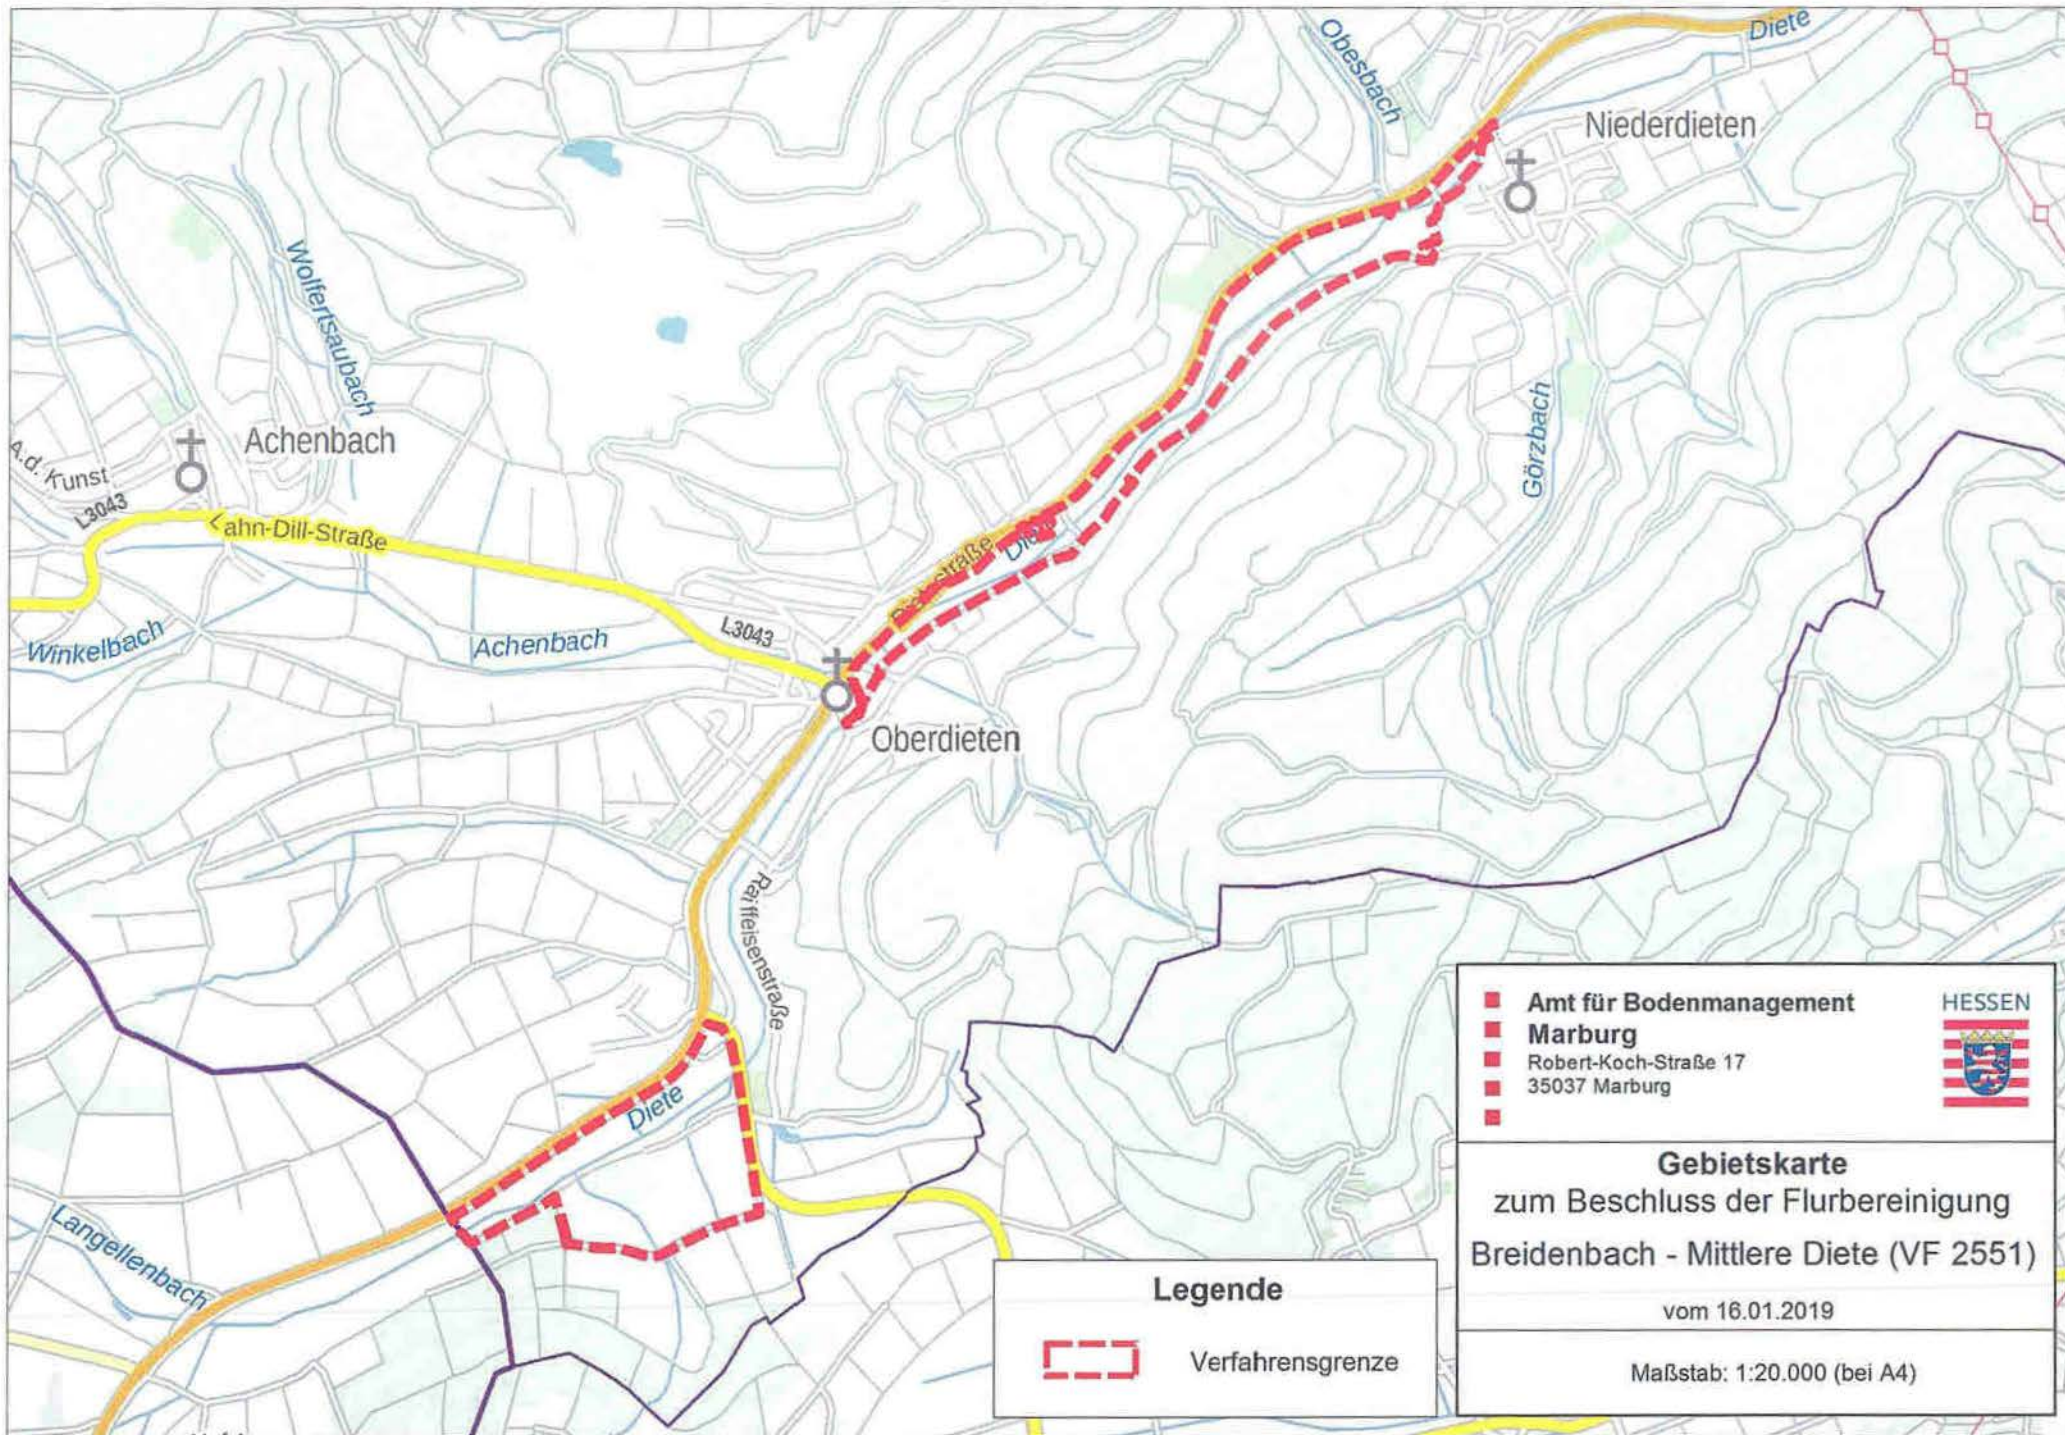 Diete
Obesbach
Niederdieten
Wolfertsaubach
Achenbach
A.d. Kunst
L3043
Lahn-Dill-Straße
Görzbach
Winkelbach
Achenbach
L3043
Oberdieten
Raiffeisenstraße
Diete
Langellenbach
Amt für Bodenmanagement
Marburg
Robert-Koch-Straße 17
35037 Marburg
HESSEN
Gebietskarte
zum Beschluss der Flurbereinigung
Breidenbach - Mittlere Diete (VF 2551)
vom 16.01.2019
Maßstab: 1:20.000 (bei A4)
Legende
Verfahrensgrenze